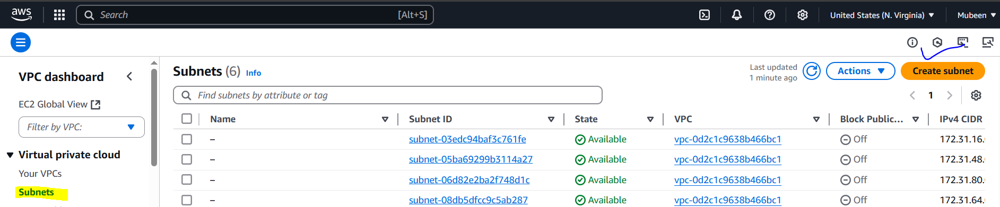 aws Search [Alt+S] United States (N. Virginia) Mubeen
VPC dashboard
EC2 Global View
Filter by VPC:
Virtual private cloud
Your VPCs
Subnets
Subnets (6) Info
Last updated
1 minute ago
Actions
Create subnet
Find subnets by attribute or tag
1
Name Subnet ID State VPC Block Public... IPv4 CIDR
– subnet-03edc94baf3c761fe Available vpc-0d2c1c9638b466bc1 Off 172.31.16.
– subnet-05ba69299b3114a27 Available vpc-0d2c1c9638b466bc1 Off 172.31.48.
– subnet-06d82e2ba2f748d1c Available vpc-0d2c1c9638b466bc1 Off 172.31.80.
– subnet-08db5dfcc9c5ab287 Available vpc-0d2c1c9638b466bc1 Off 172.31.64.